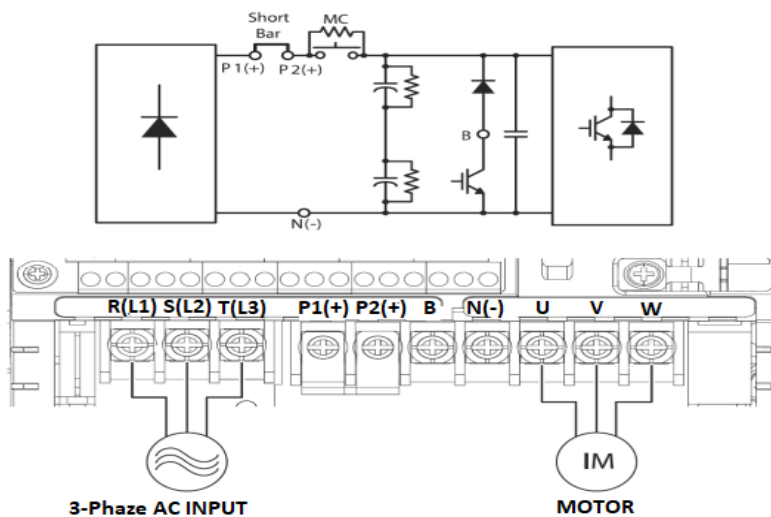 Short
Bar
MC
P1(+) P2(+)
B
N(-)
R(L1) S(L2) T(L3) P1(+) P2(+) B N(-) U V W
IM
3-Phaze AC INPUT
MOTOR